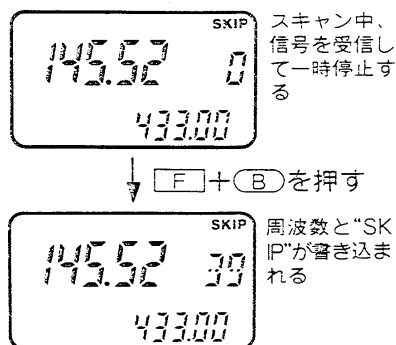 SKIP
145.52 0
433.00
スキャン中、
信号を受信し
て一時停止す
る
F+Bを押す
SKIP
145.52 39
433.00
周波数と“SK
IP”が書き込ま
れる